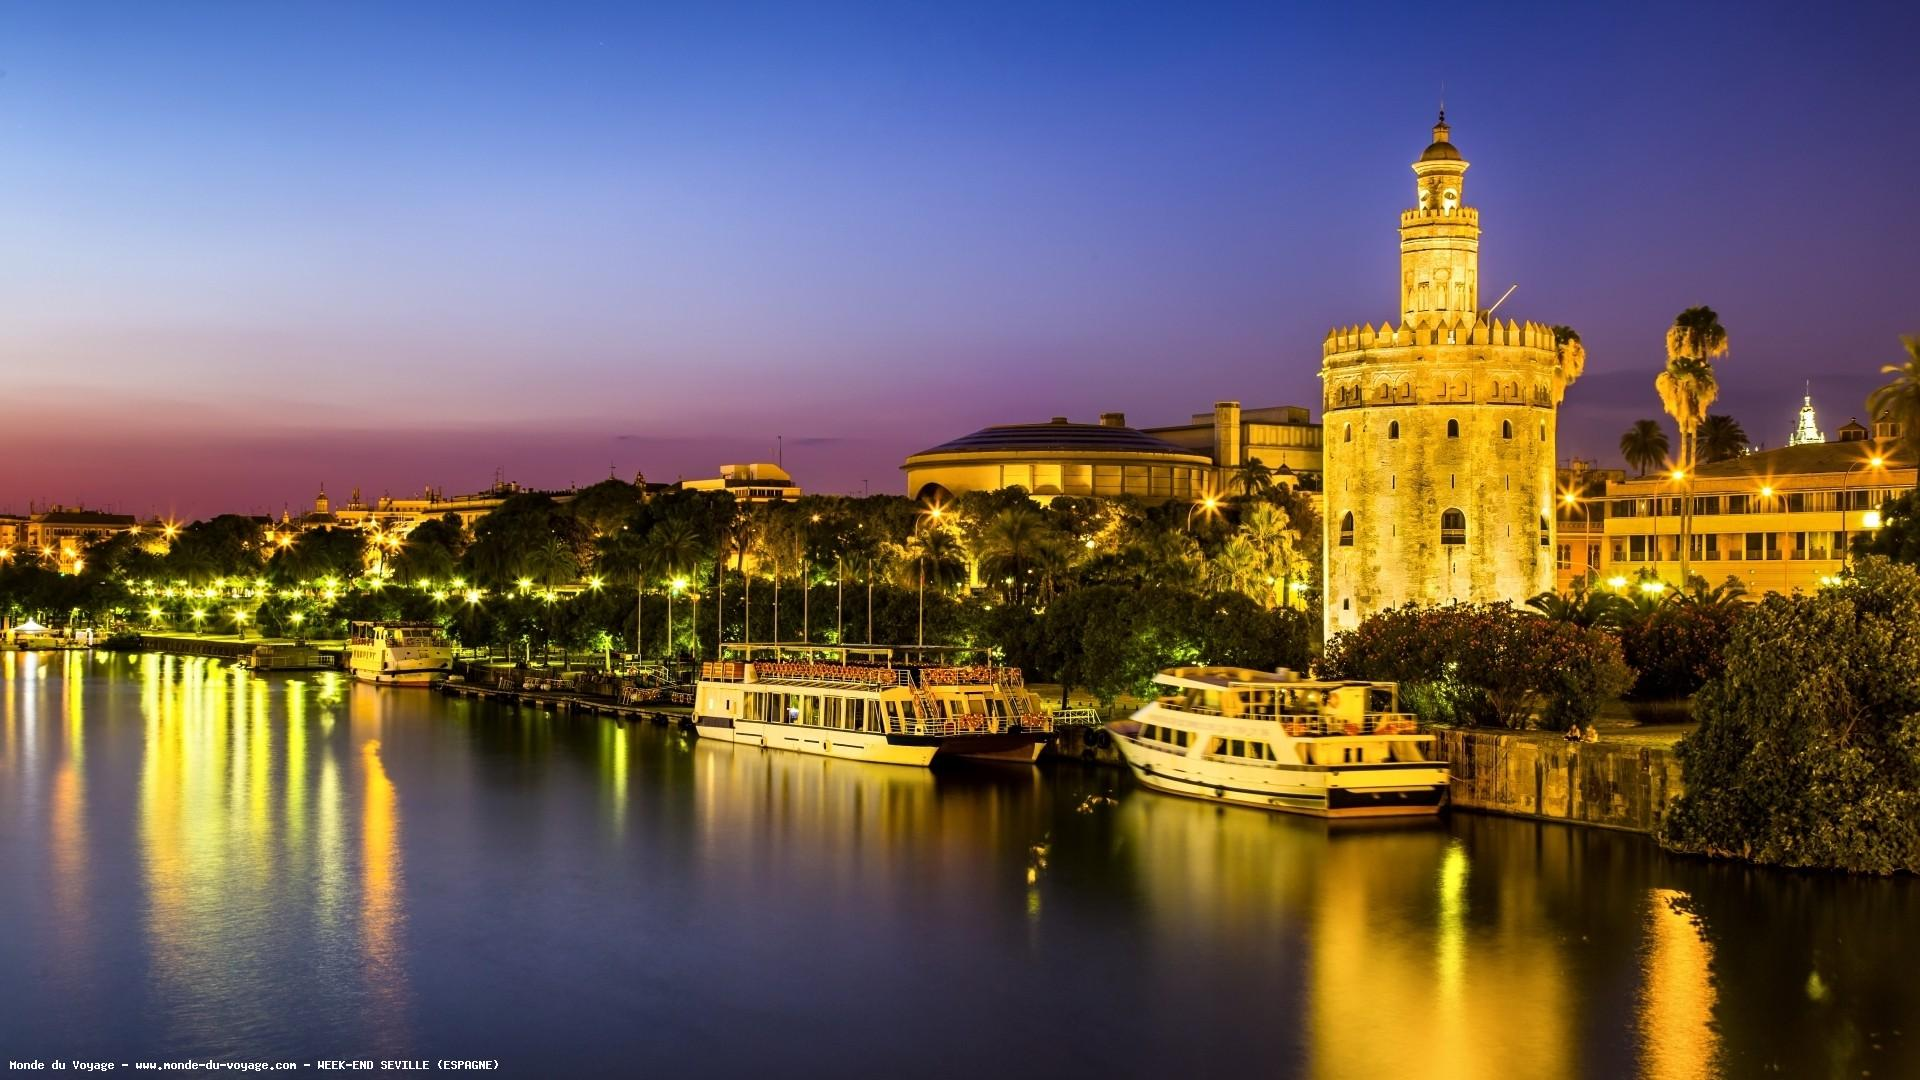 Monde du Voyage - www.monde-du-voyage.com - WEEK-END SEVILLE (ESPAGNE)